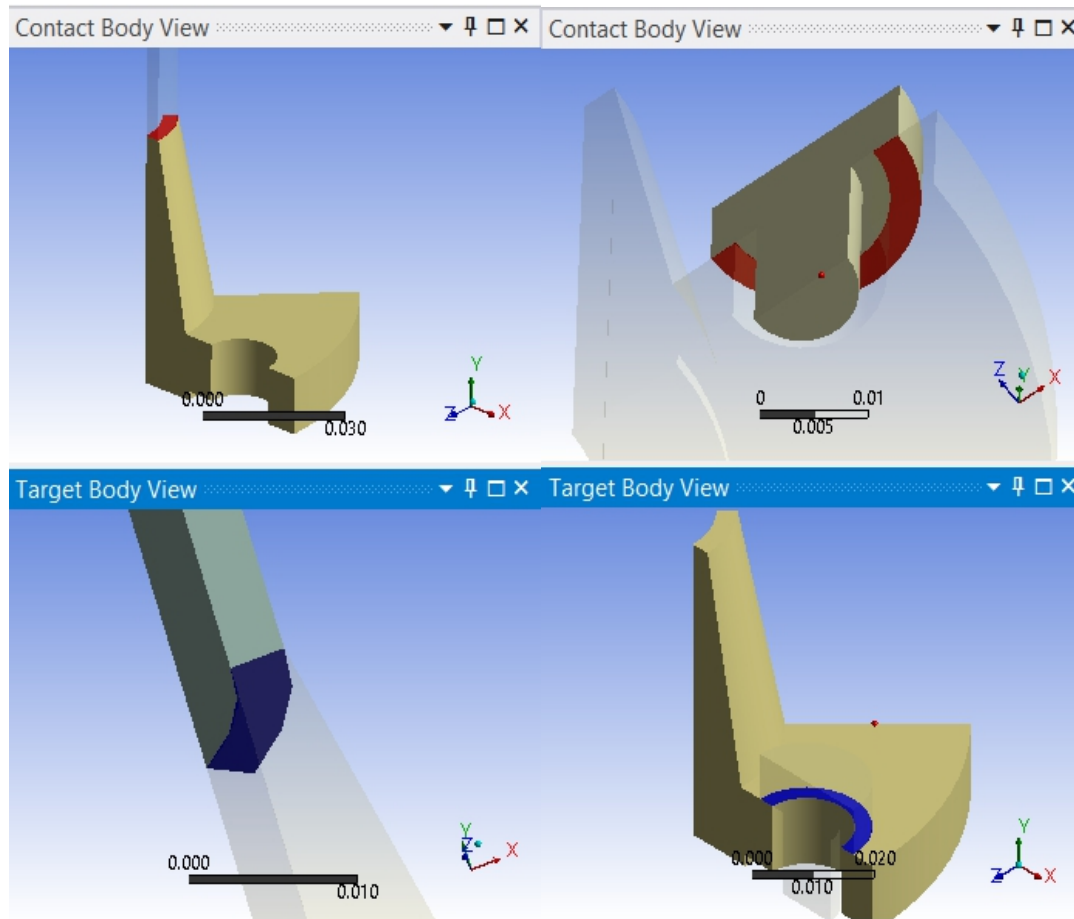 Contact Body View
Y
Z
X
0.000
0.030
Contact Body View
Z
Y
X
0
0.01
0.005
Target Body View
Y
Z
X
0.000
0.010
Target Body View
Y
Z
X
0.000
0.020
0.010